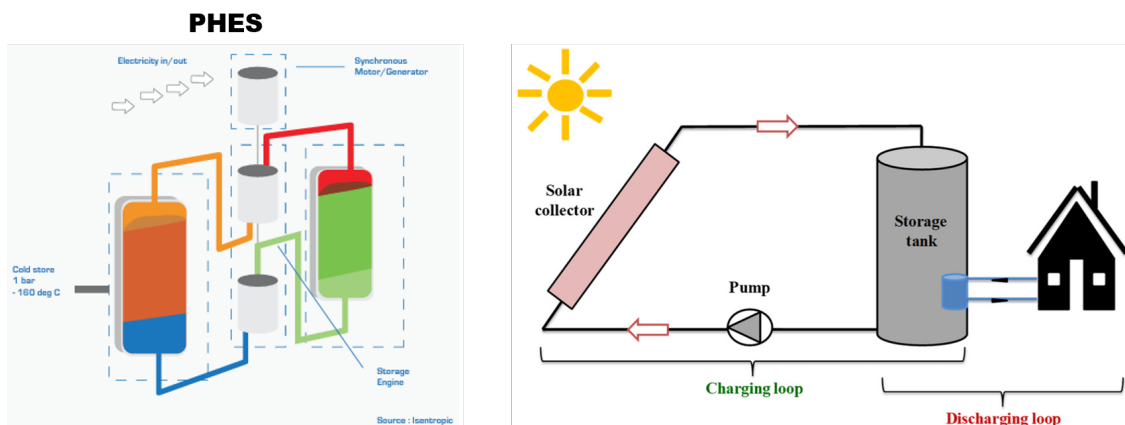 PHES
Electricity in/out
Synchronous
Motor/Generator
Cold store
1 bar
- 160 deg C
Storage
Engine
Source : Isentropic
Solar
collector
Storage
tank
Pump
Charging loop
Discharging loop